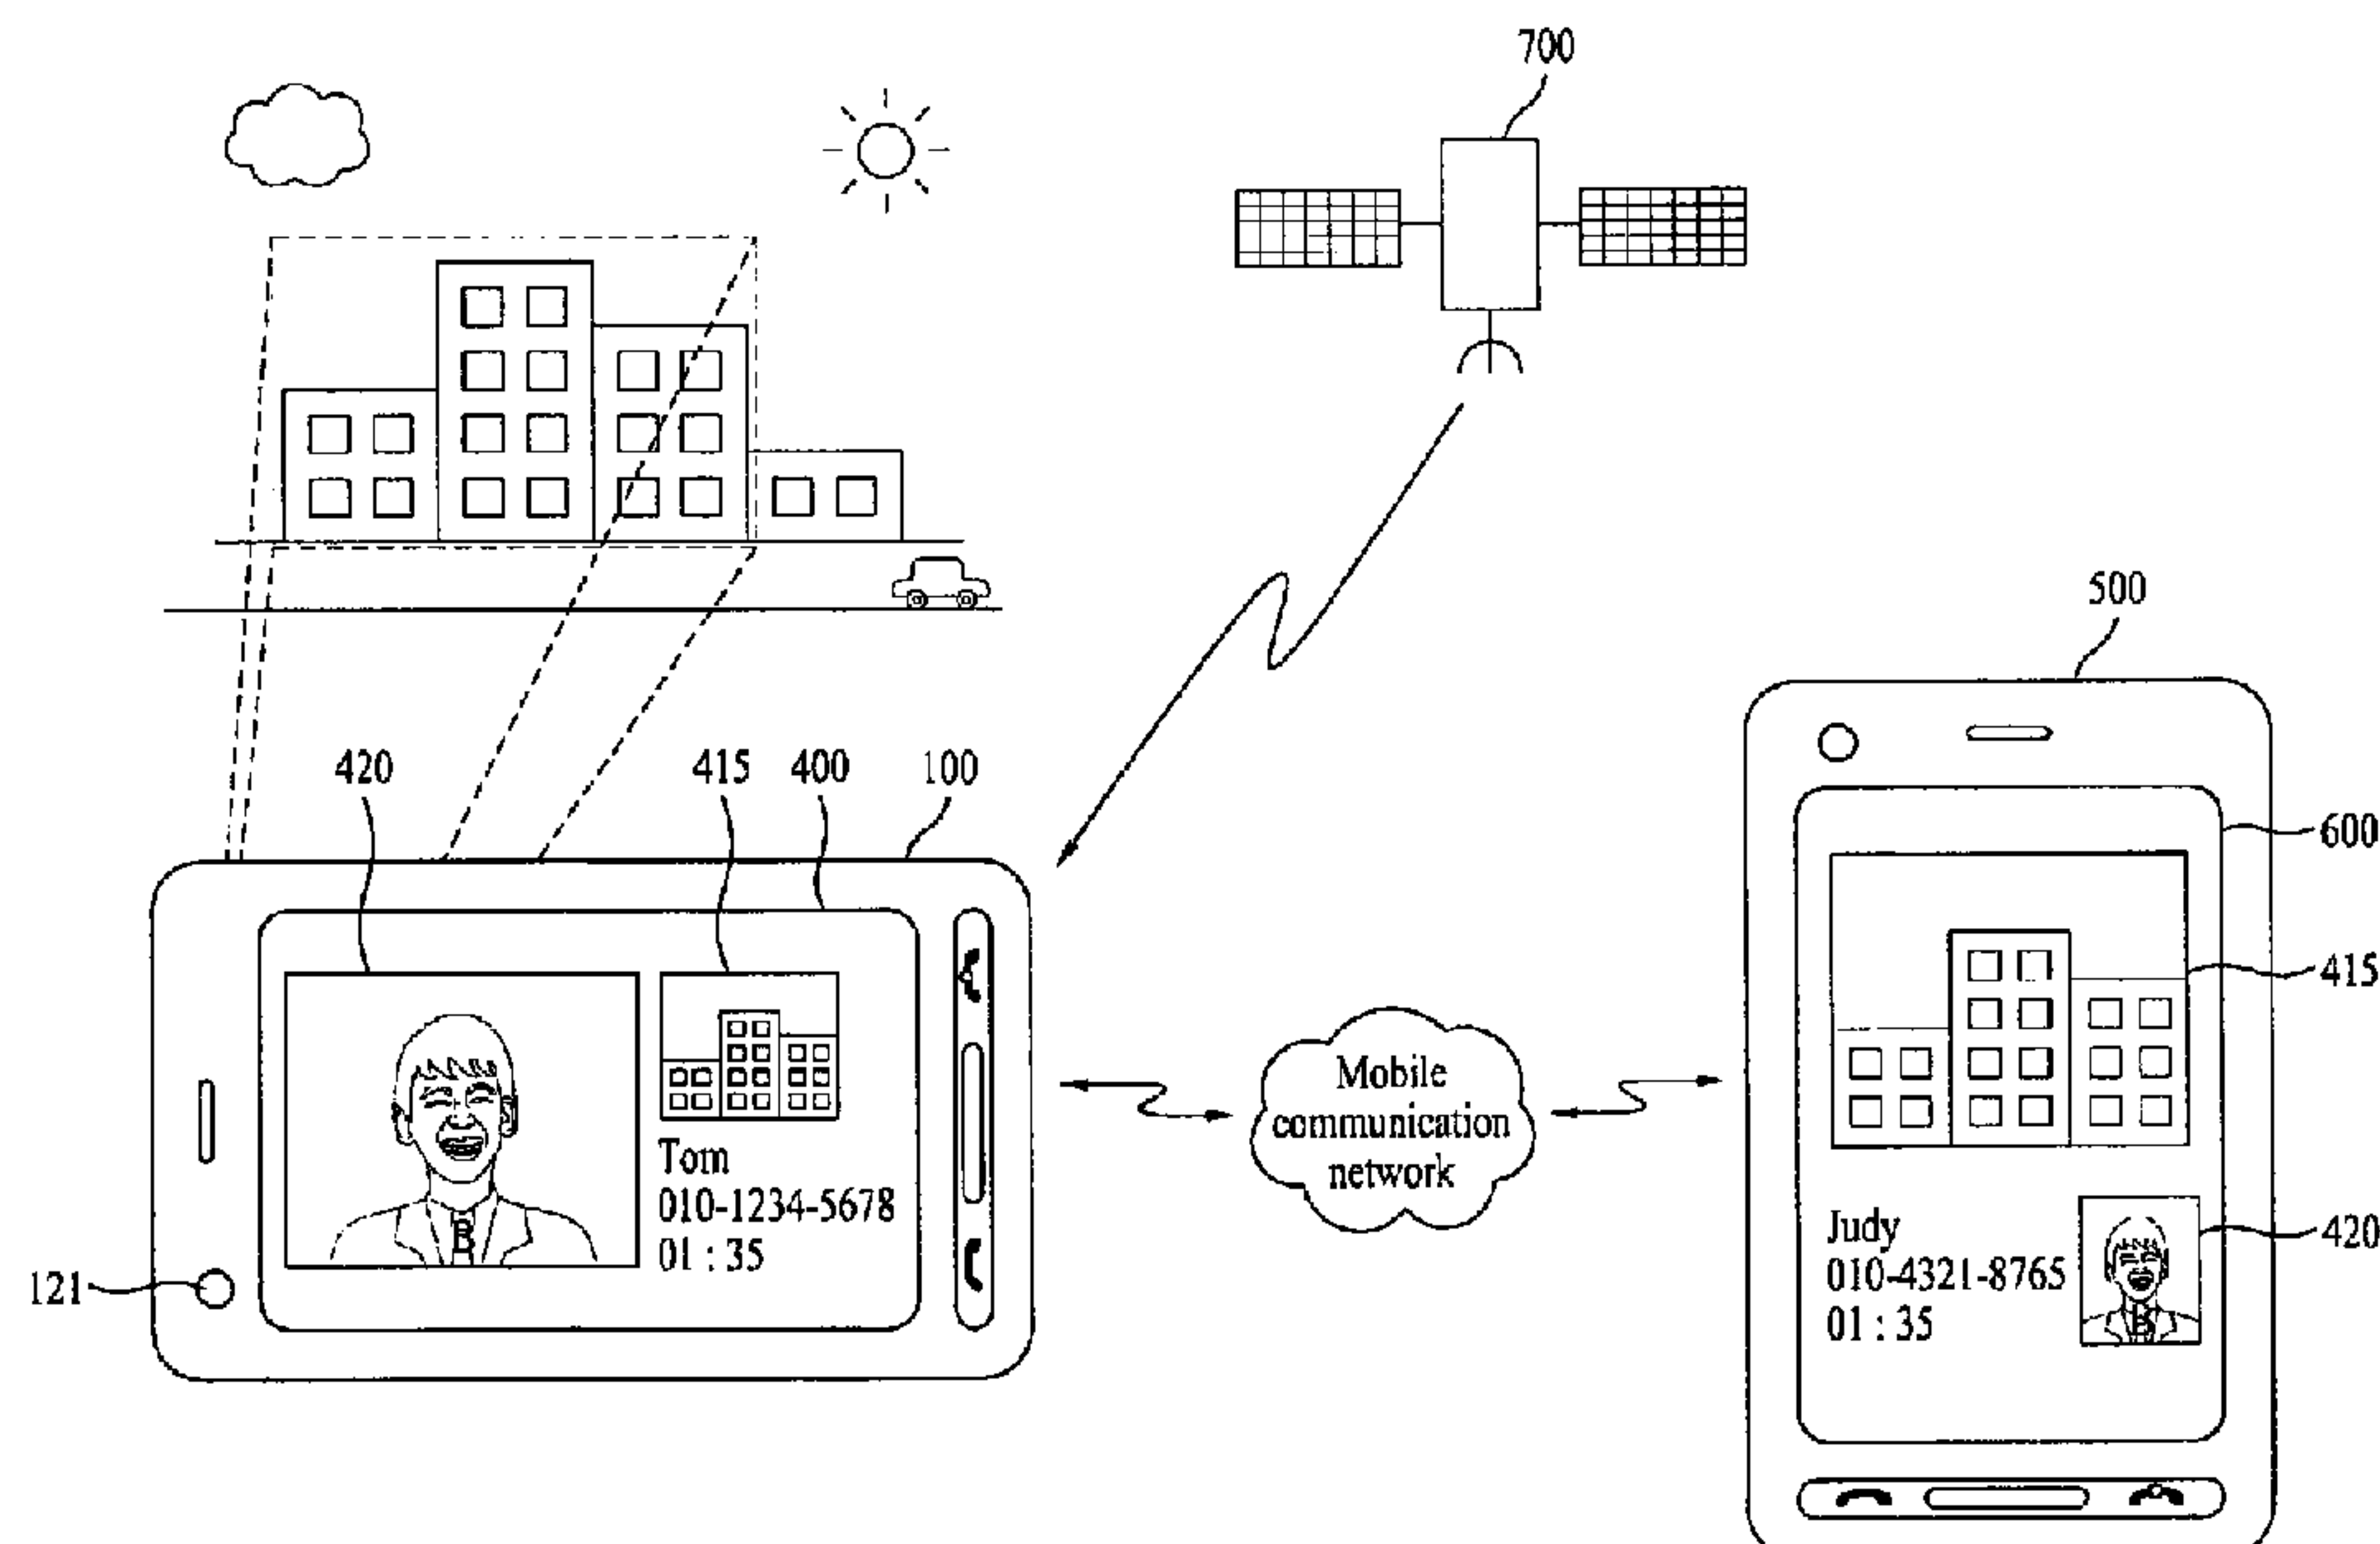 700
500
420
415
400
100
600
415
Mobile
communication
network
Tom
010-1234-5678
01 : 35
Judy
010-4321-8765
01 : 35
420
121
B
B